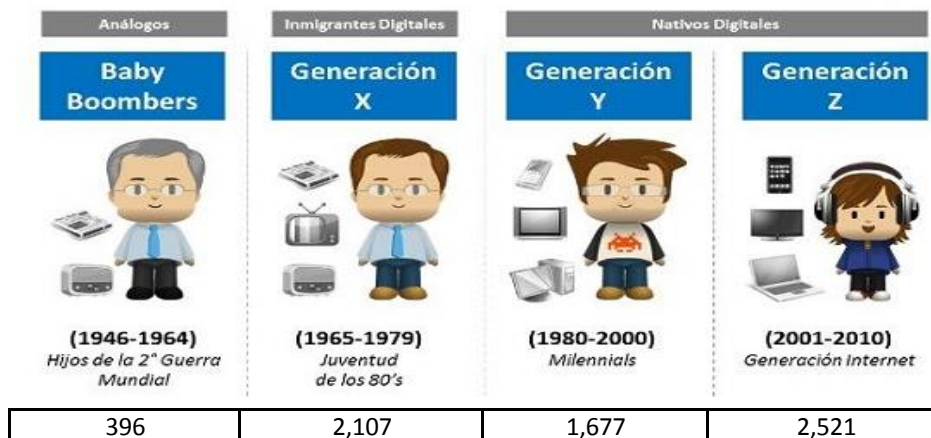 Análogos
Inmigrantes Digitales
Nativos Digitales
Baby
Boombers
Generación
X
Generación
Y
Generación
Z
(1946-1964)
Hijos de la 2° Guerra
Mundial
(1965-1979)
Juventud
de los 80's
(1980-2000)
Milennials
(2001-2010)
Generación Internet
396
2,107
1,677
2,521